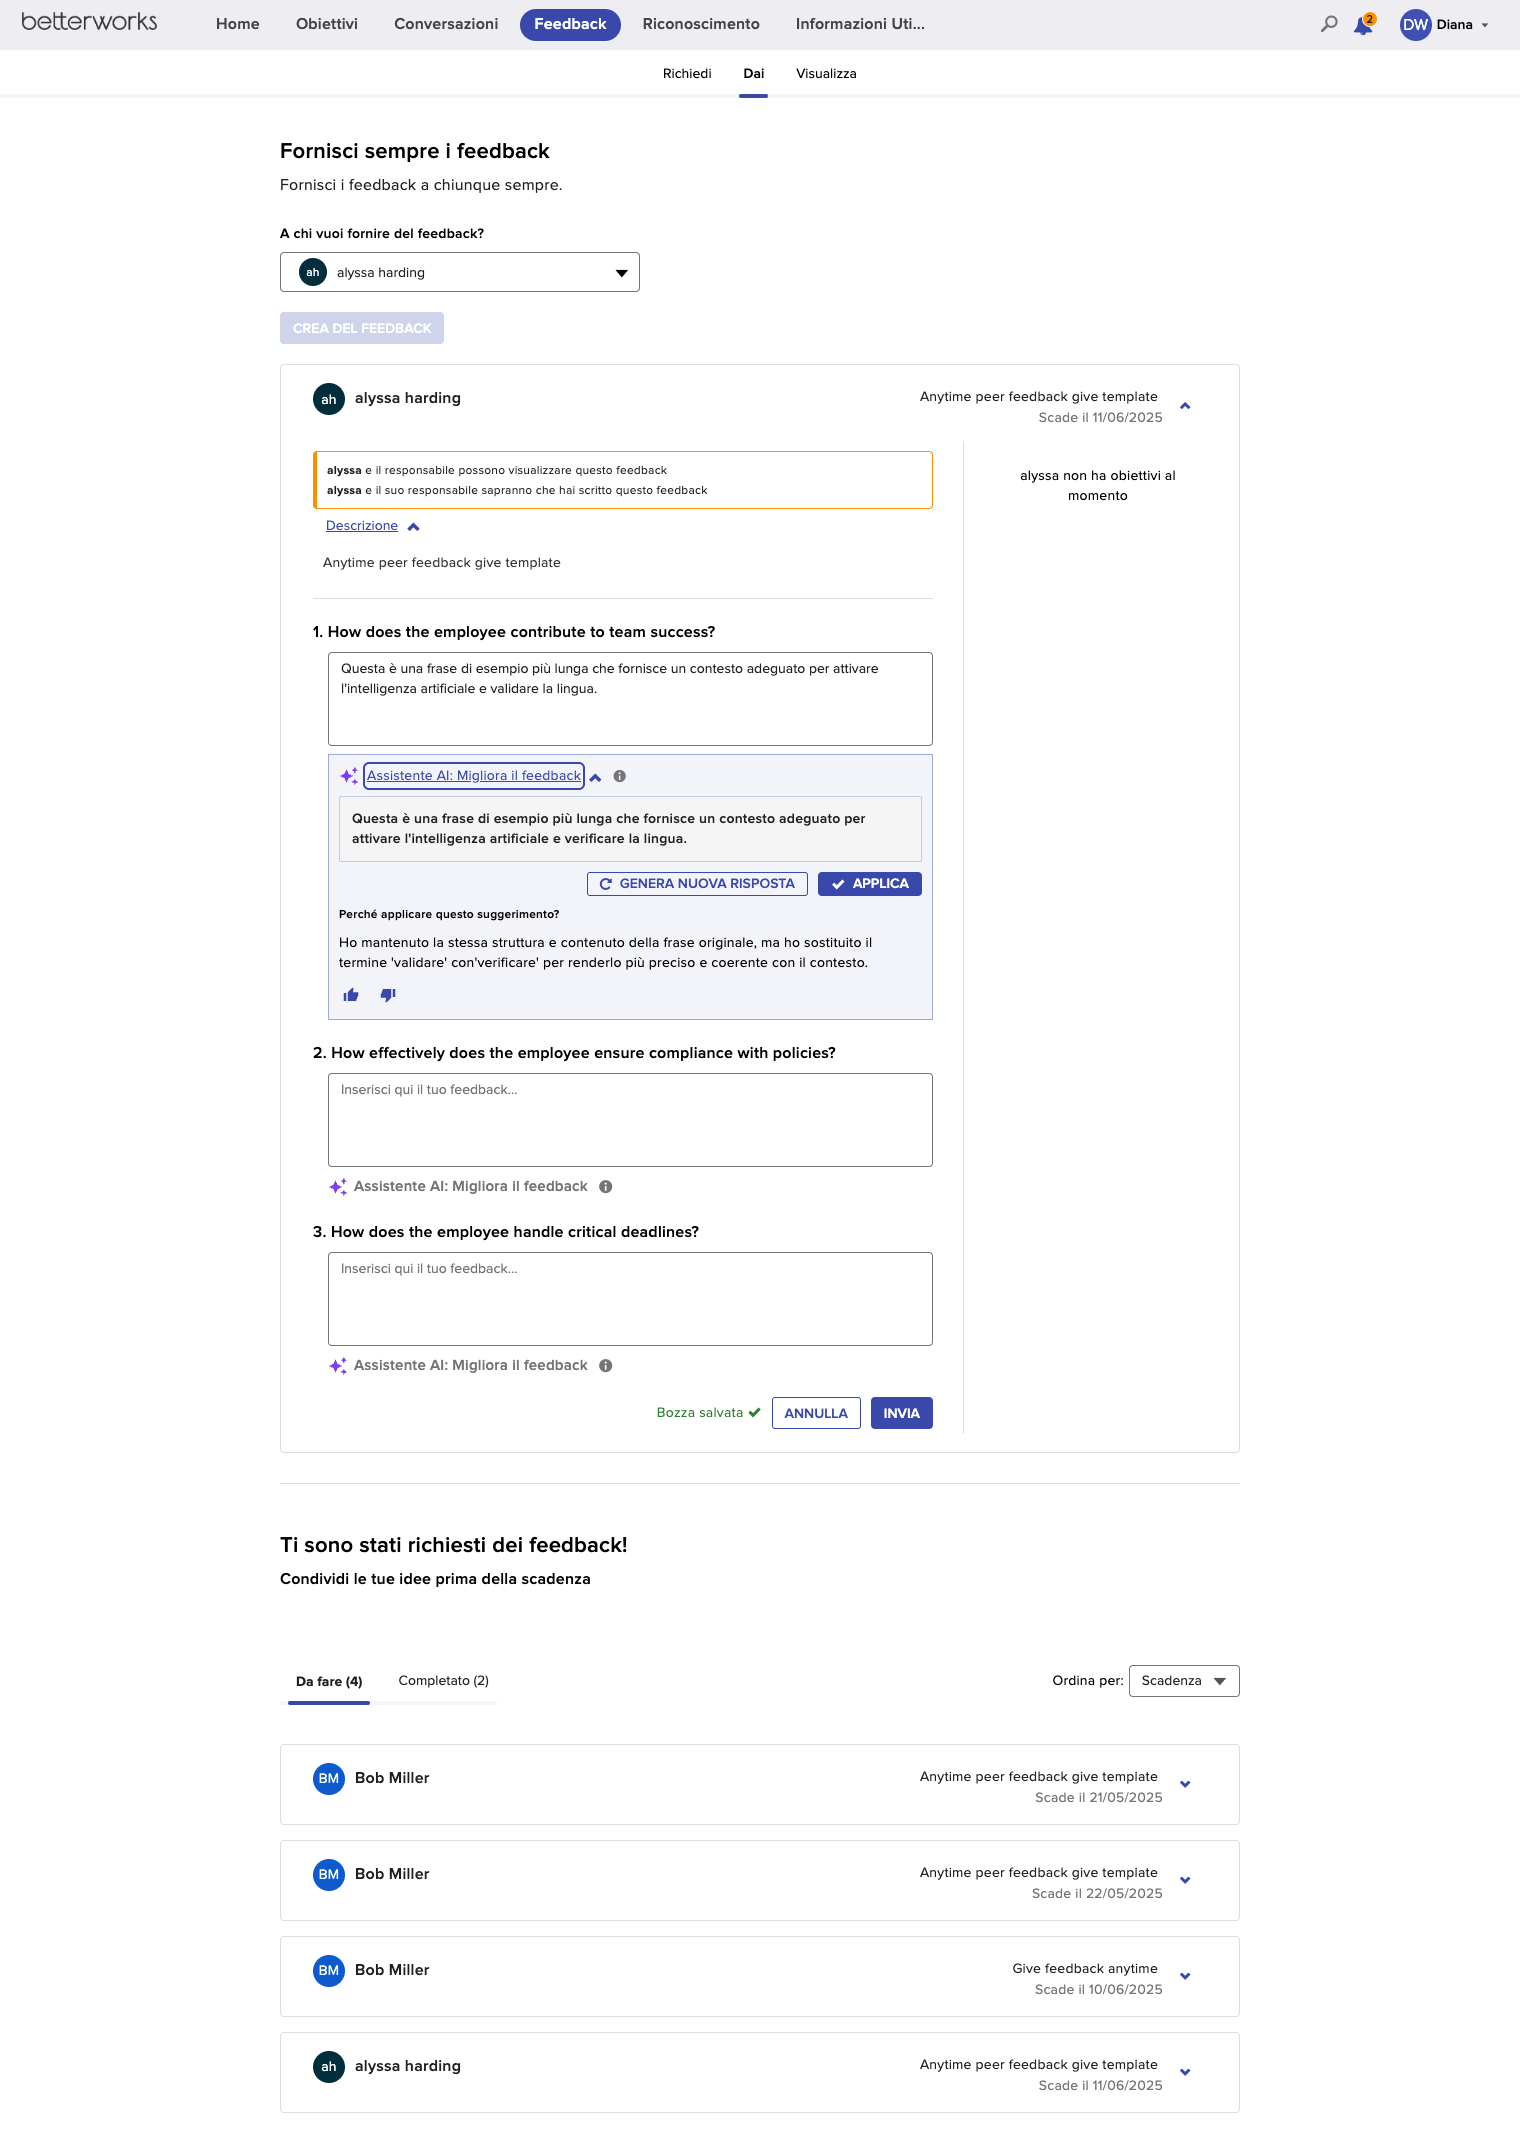 betterworks
Home Obiettivi Conversazioni Feedback Riconoscimento Informazioni Uti...
2 DW Diana
Richiedi Dai Visualizza
Fornisci sempre i feedback
Fornisci i feedback a chiunque sempre.
A chi vuoi fornire del feedback?
ah alyssa harding
CREA DEL FEEDBACK
ah alyssa harding
Anytime peer feedback give template
Scade il 11/06/2025
alyssa e il responsabile possono visualizzare questo feedback
alyssa e il suo responsabile sapranno che hai scritto questo feedback
alyssa non ha obiettivi al
momento
Descrizione
Anytime peer feedback give template
1. How does the employee contribute to team success?
Questa è una frase di esempio più lunga che fornisce un contesto adeguato per attivare
l'intelligenza artificiale e validare la lingua.
Assistente AI: Migliora il feedback
Questa è una frase di esempio più lunga che fornisce un contesto adeguato per
attivare l'intelligenza artificiale e verificare la lingua.
GENERA NUOVA RISPOSTA APPLICA
Perché applicare questo suggerimento?
Ho mantenuto la stessa struttura e contenuto della frase originale, ma ho sostituito il
termine 'validare' con'verificare' per renderlo più preciso e coerente con il contesto.
2. How effectively does the employee ensure compliance with policies?
Inserisci qui il tuo feedback...
Assistente AI: Migliora il feedback
3. How does the employee handle critical deadlines?
Inserisci qui il tuo feedback...
Assistente AI: Migliora il feedback
Bozza salvata ANNULLA INVIA
Ti sono stati richiesti dei feedback!
Condividi le tue idee prima della scadenza
Da fare (4) Completato (2) Ordina per: Scadenza
BM Bob Miller
Anytime peer feedback give template
Scade il 21/05/2025
BM Bob Miller
Anytime peer feedback give template
Scade il 22/05/2025
BM Bob Miller
Give feedback anytime
Scade il 10/06/2025
ah alyssa harding
Anytime peer feedback give template
Scade il 11/06/2025